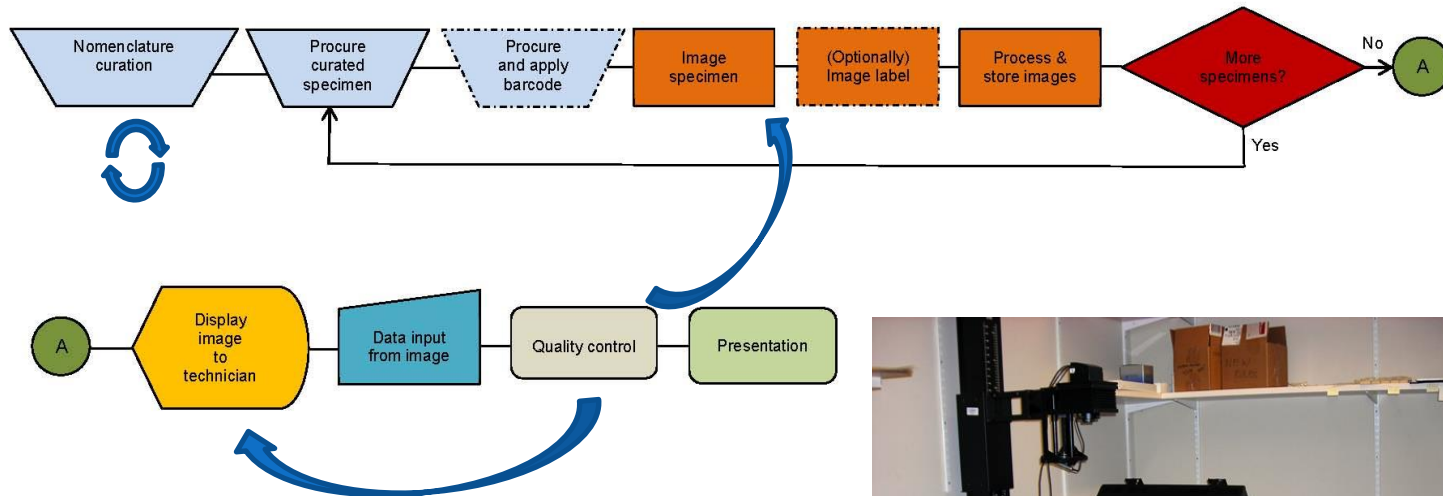 Nomenclature
curation
Procure
curated
specimen
Procure
and apply
barcode
Image
specimen
(Optionally)
Image label
Process &
store images
More
specimens?
No
A
Yes
A
Display
image
to
technician
Data input
from image
Quality control
Presentation